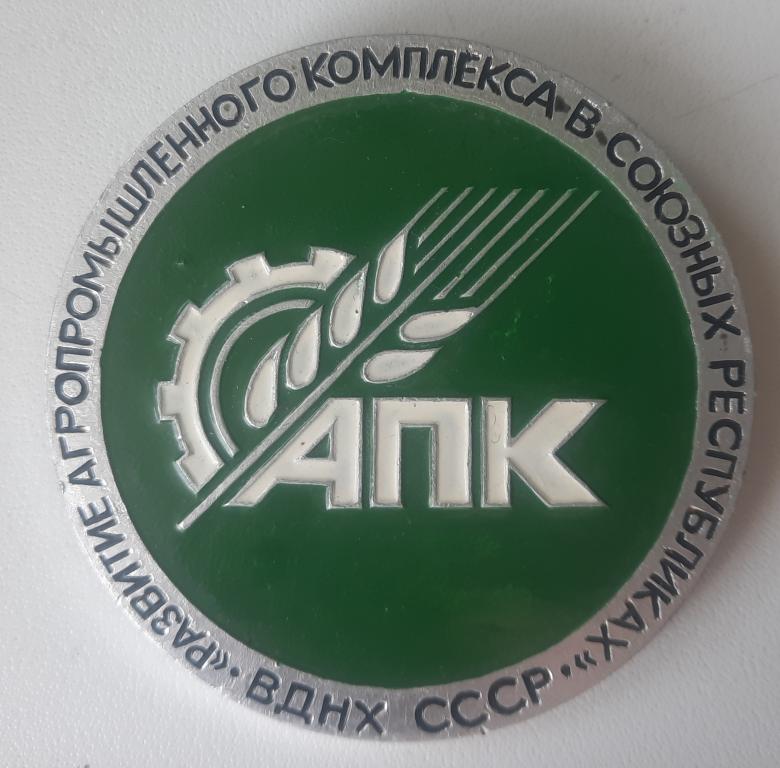 «РАЗВИТИЕ АГРОПРОМЫШЛЕННОГО КОМПЛЕКСА В СОЮЗНЫХ РЕСПУБЛИКАХ»
АПК
• ВДНХ СССР •